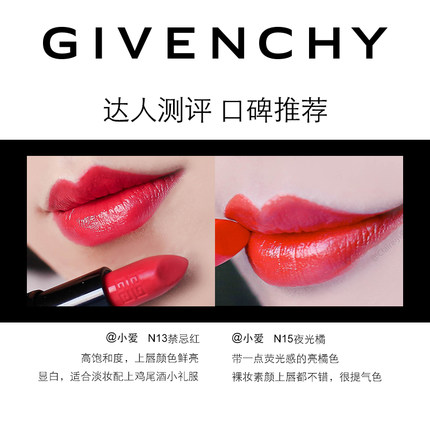 GIVENCHY
达人测评 口碑推荐
@小爱 N13禁忌红
高饱和度，上唇颜色鲜亮
显白，适合淡妆配上鸡尾酒小礼服
@小爱 N15夜光橘
带一点荧光感的亮橘色
裸妆素颜上唇都不错，很提气色